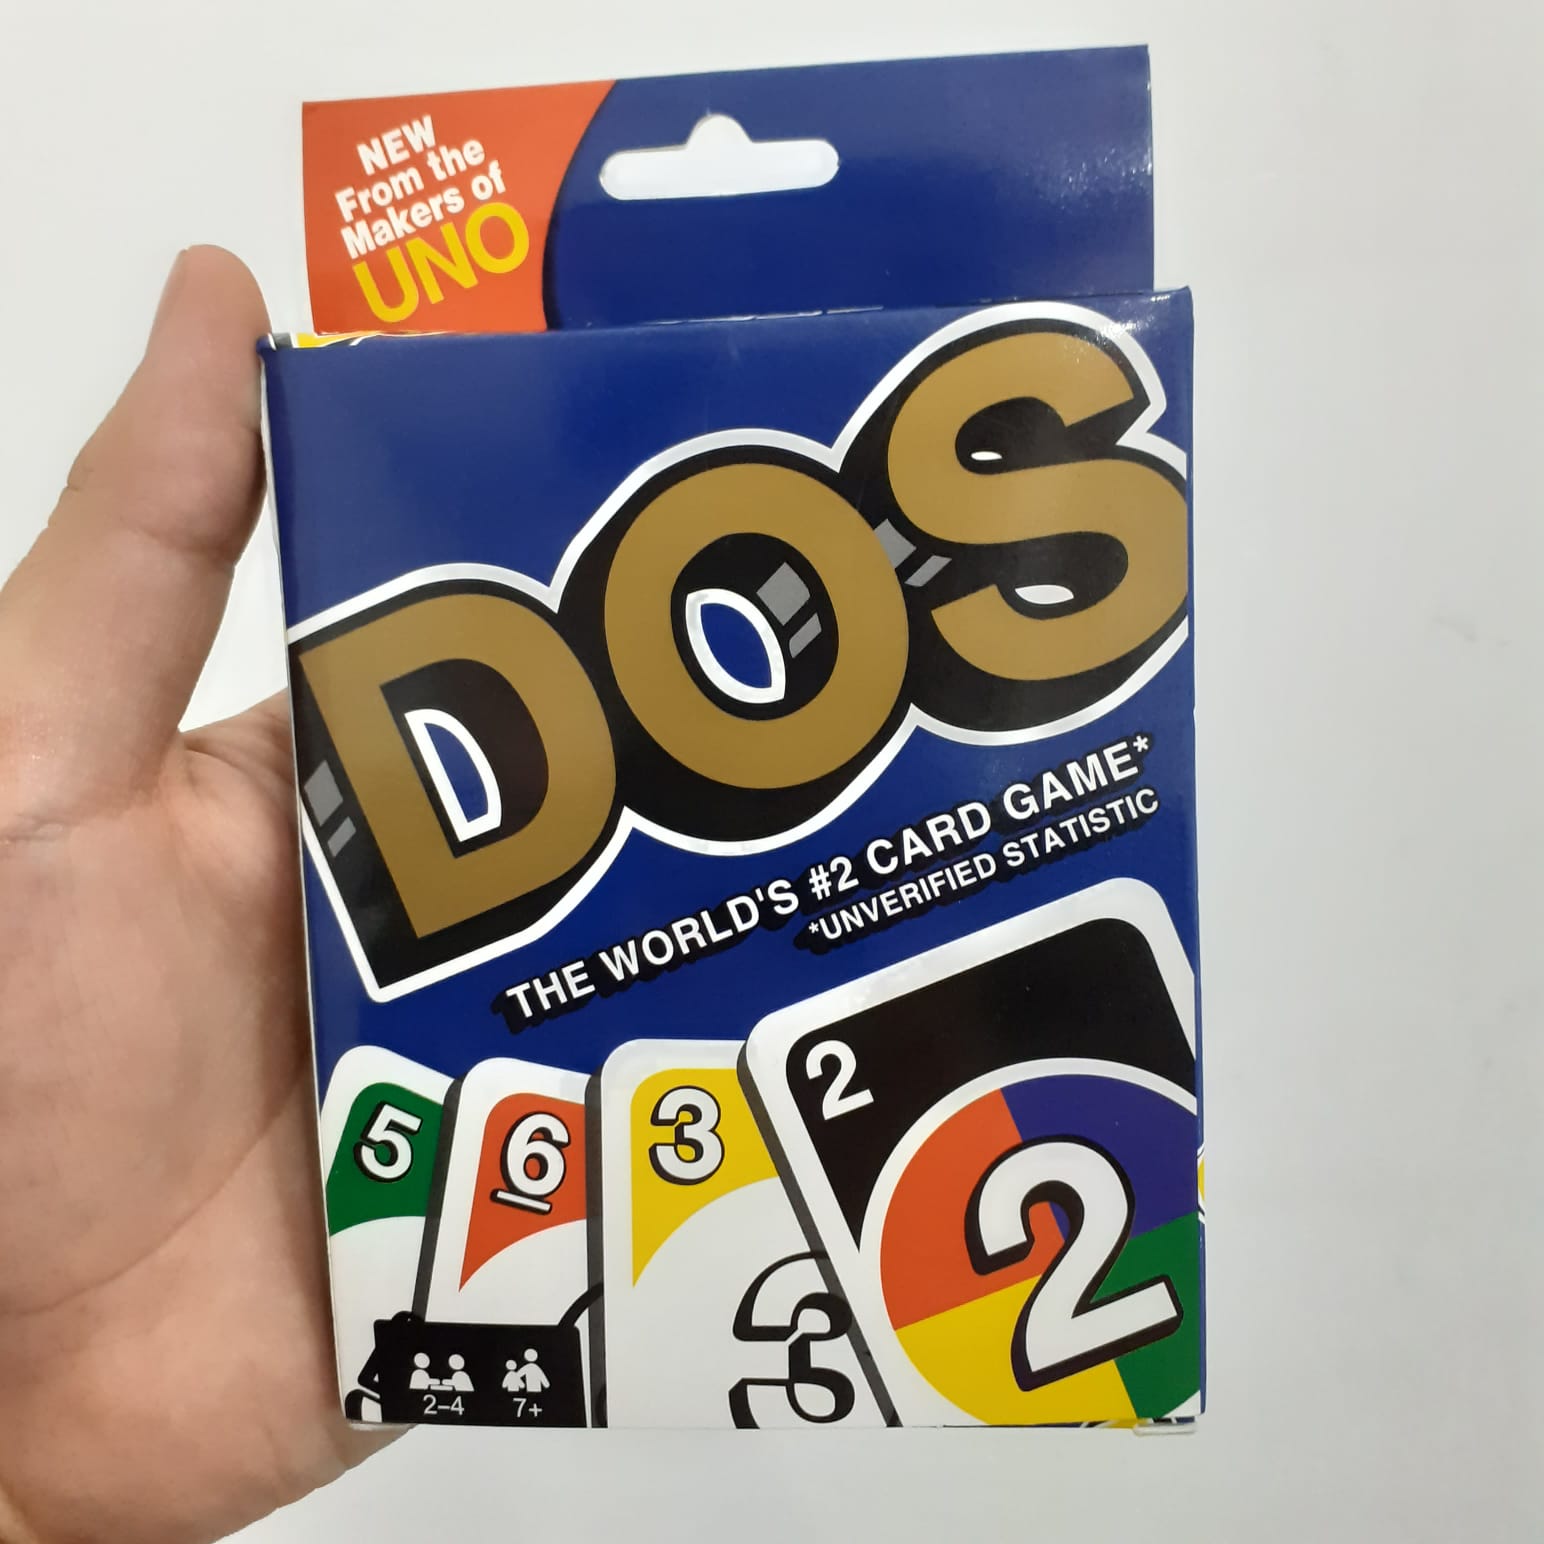 NEW
From the
Makers of
UNO
DOS
THE WORLD'S #2 CARD GAME*
*UNVERIFIED STATISTIC
5
6
3
2
3
2
2–4
7+